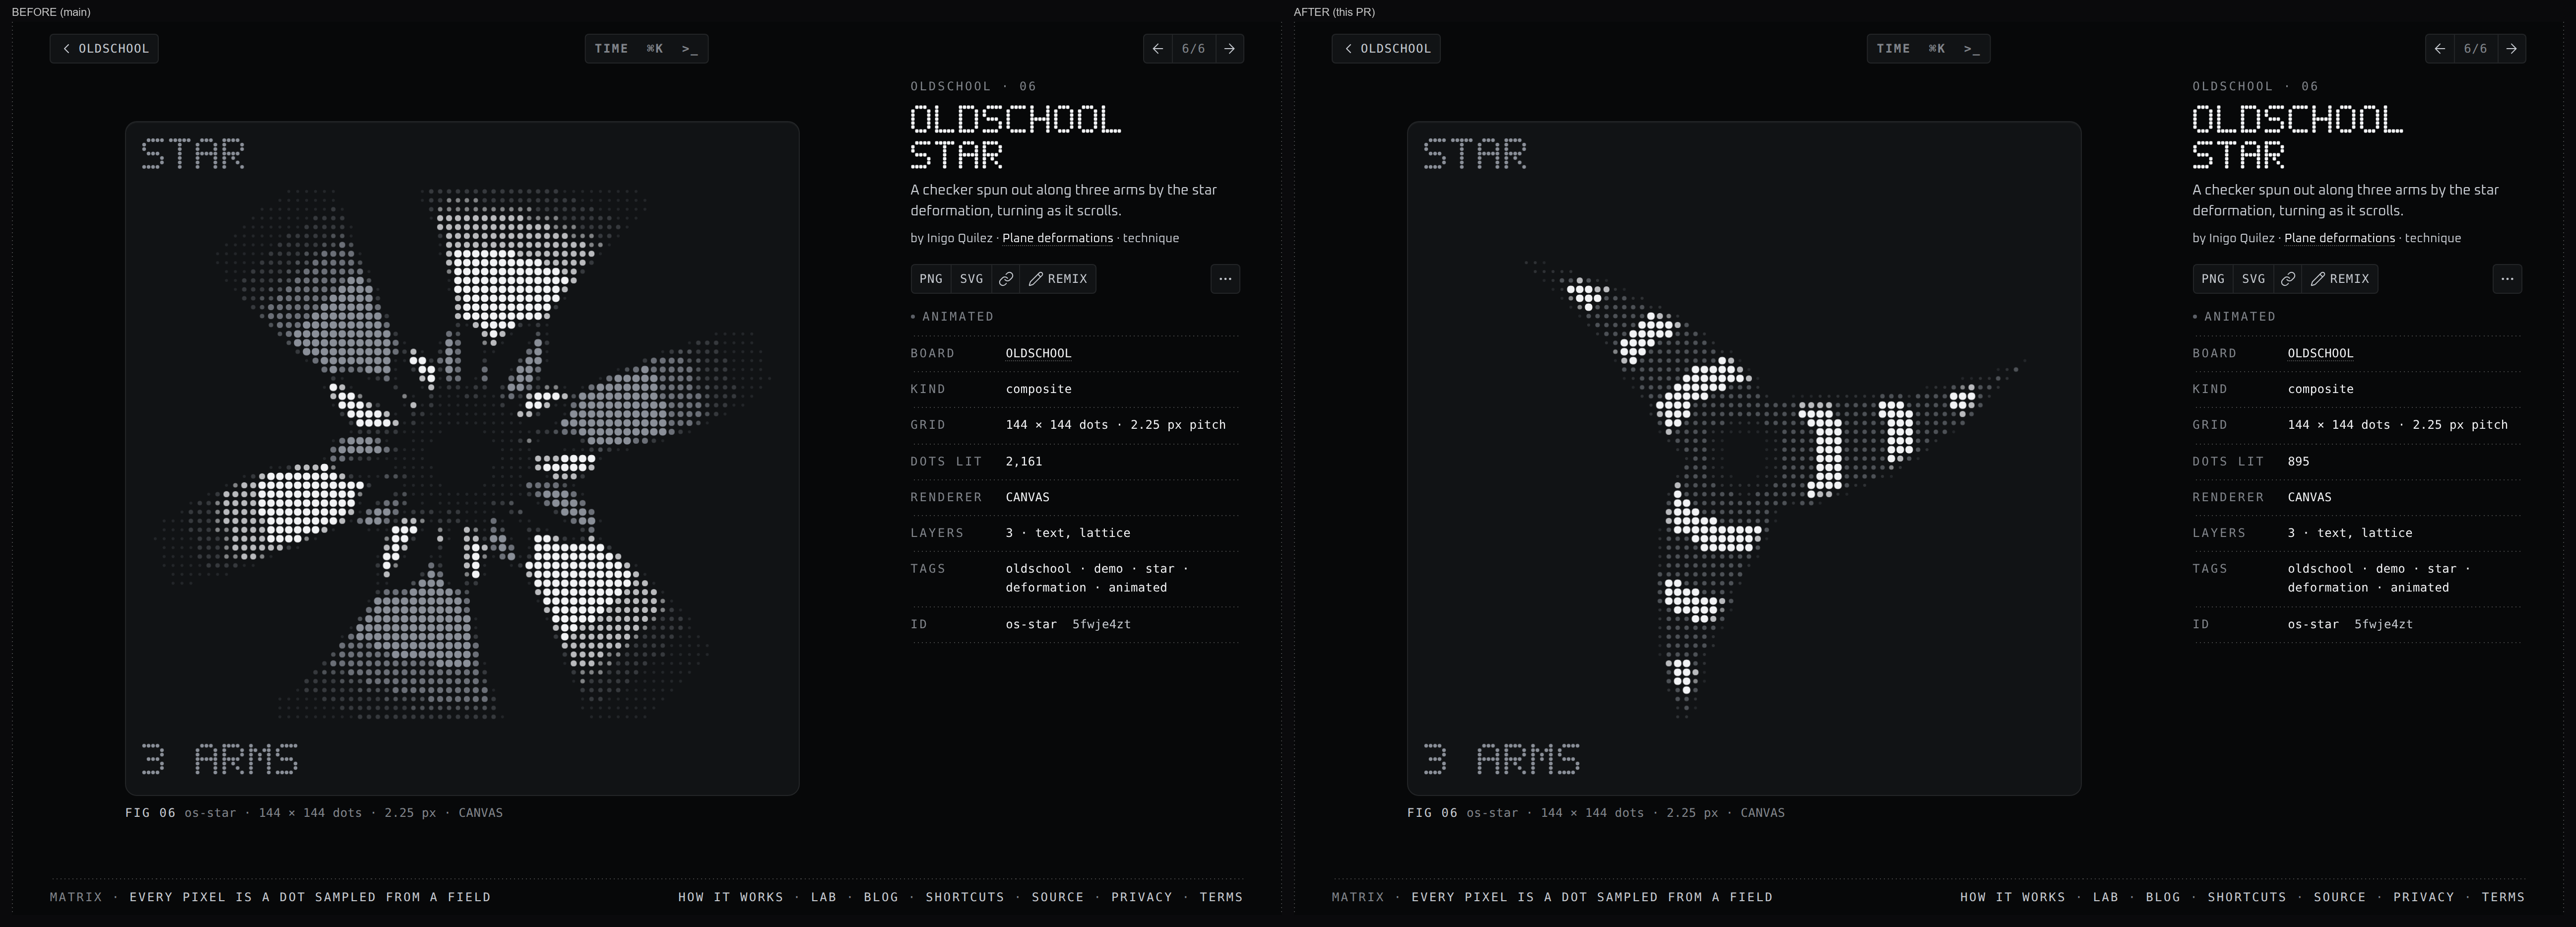 BEFORE (main)
OLDSCHOOL
TIME ⌘K >_
6/6
STAR
3 ARMS
FIG 06 os-star · 144 × 144 dots · 2.25 px · CANVAS
OLDSCHOOL · 06
OLDSCHOOL
STAR
A checker spun out along three arms by the star
deformation, turning as it scrolls.
by Inigo Quilez · Plane deformations · technique
PNG SVG REMIX
• ANIMATED
BOARD OLDSCHOOL
KIND composite
GRID 144 × 144 dots · 2.25 px pitch
DOTS LIT 2,161
RENDERER CANVAS
LAYERS 3 · text, lattice
TAGS oldschool · demo · star ·
deformation · animated
ID os-star 5fwje4zt
MATRIX · EVERY PIXEL IS A DOT SAMPLED FROM A FIELD
HOW IT WORKS · LAB · BLOG · SHORTCUTS · SOURCE · PRIVACY · TERMS
AFTER (this PR)
OLDSCHOOL
TIME ⌘K >_
6/6
STAR
3 ARMS
FIG 06 os-star · 144 × 144 dots · 2.25 px · CANVAS
OLDSCHOOL · 06
OLDSCHOOL
STAR
A checker spun out along three arms by the star
deformation, turning as it scrolls.
by Inigo Quilez · Plane deformations · technique
PNG SVG REMIX
• ANIMATED
BOARD OLDSCHOOL
KIND composite
GRID 144 × 144 dots · 2.25 px pitch
DOTS LIT 895
RENDERER CANVAS
LAYERS 3 · text, lattice
TAGS oldschool · demo · star ·
deformation · animated
ID os-star 5fwje4zt
MATRIX · EVERY PIXEL IS A DOT SAMPLED FROM A FIELD
HOW IT WORKS · LAB · BLOG · SHORTCUTS · SOURCE · PRIVACY · TERMS